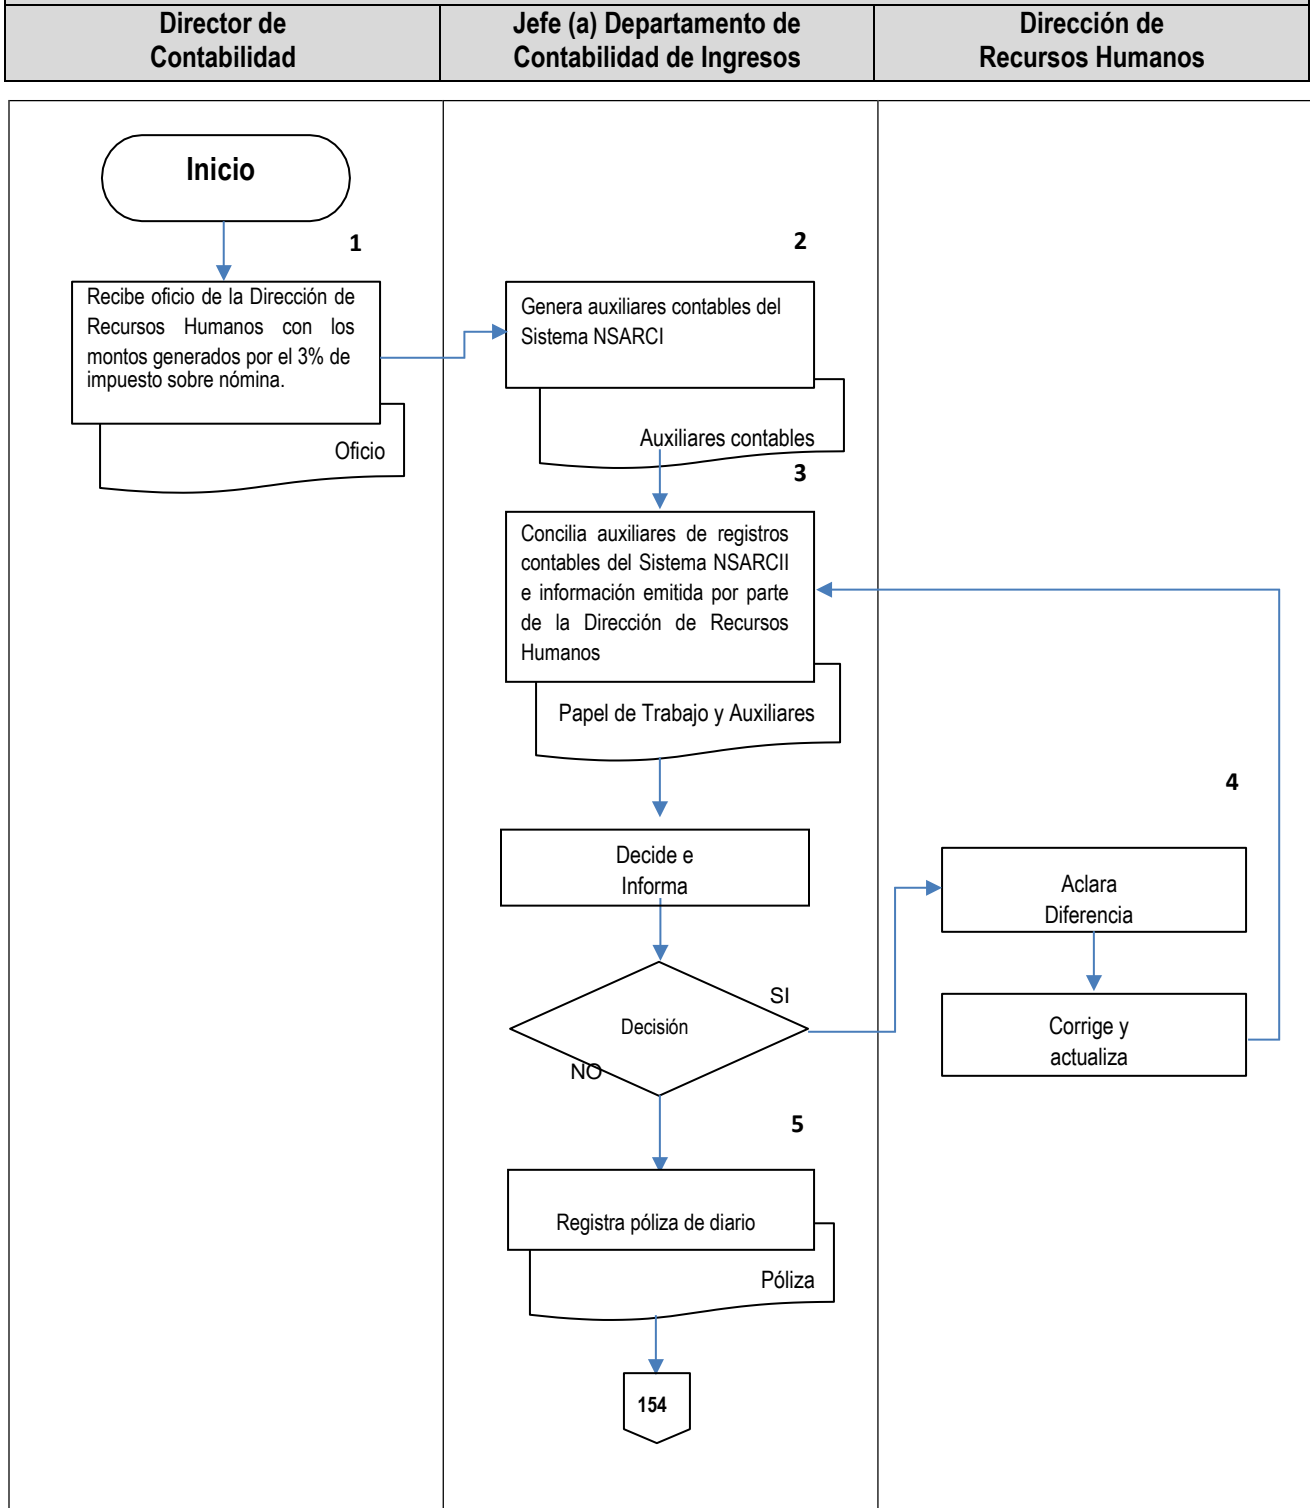 Director de
Contabilidad
Jefe (a) Departamento de
Contabilidad de Ingresos
Dirección de
Recursos Humanos
Inicio
1
Recibe oficio de la Dirección de
Recursos Humanos con los
montos generados por el 3% de
impuesto sobre nómina.
Oficio
2
Genera auxiliares contables del
Sistema NSARCI
Auxiliares contables
3
Concilia auxiliares de registros
contables del Sistema NSARCII
e información emitida por parte
de la Dirección de Recursos
Humanos
Papel de Trabajo y Auxiliares
Decide e
Informa
4
Aclara
Diferencia
Corrige y
actualiza
SI
Decisión
NO
5
Registra póliza de diario
Póliza
154